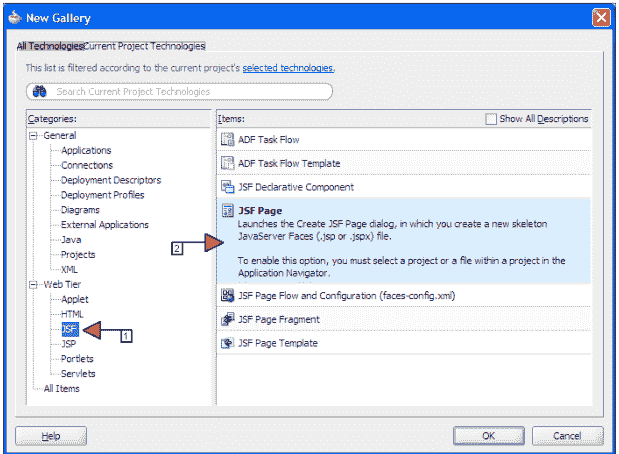 New Gallery
All Technologies Current Project Technologies
This list is filtered according to the current project's selected technologies.
Search Current Project Technologies
Categories:
General
Applications
Connections
Deployment Descriptors
Deployment Profiles
Diagrams
External Applications
Java
Projects
XML
Web Tier
Applet
HTML
JSF
1
JSP
Portlets
Servlets
All Items
Items:
Show All Descriptions
ADF Task Flow
ADF Task Flow Template
JSF Declarative Component
JSF Page
Launches the Create JSF Page dialog, in which you create a new skeleton
JavaServer Faces (.jsp or .jspx) file.
2
To enable this option, you must select a project or a file within a project in the
Application Navigator.
JSF Page Flow and Configuration (faces-config.xml)
JSF Page Fragment
JSF Page Template
Help
OK
Cancel